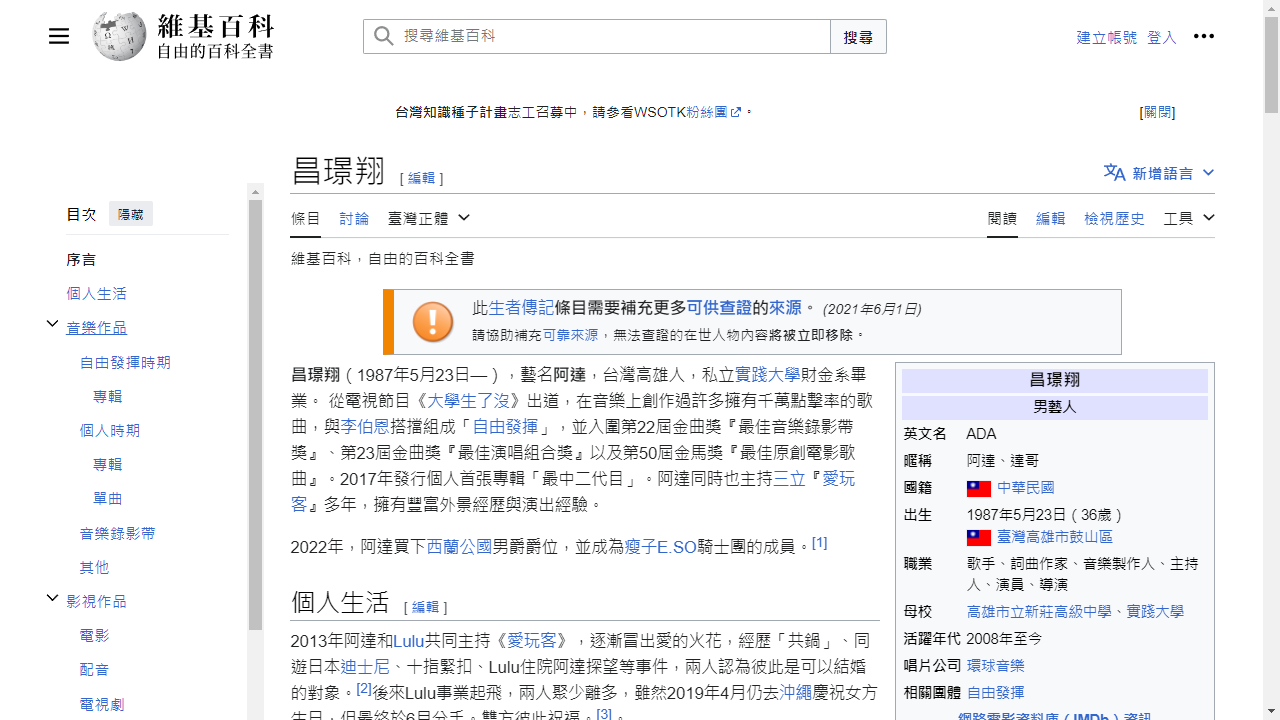 維基百科
自由的百科全書
搜尋維基百科
搜尋
建立帳號 登入
台灣知識種子計畫志工召募中，請參看WSOTK粉絲團。
[關閉]
昌璟翔 [ 編輯 ]
新增語言
目次 隱藏
序言
個人生活
音樂作品
自由發揮時期
專輯
個人時期
專輯
單曲
音樂錄影帶
其他
影視作品
電影
配音
電視劇
條目 討論 臺灣正體
閱讀 編輯 檢視歷史 工具
維基百科，自由的百科全書
此生者傳記條目需要補充更多可供查證的來源。 (2021年6月1日)
請協助補充可靠來源，無法查證的在世人物內容將被立即移除。
昌璟翔（1987年5月23日—），藝名阿達，台灣高雄人，私立實踐大學財金系畢
業。 從電視節目《大學生了沒》出道，在音樂上創作過許多擁有千萬點擊率的歌
曲，與李伯恩搭擋組成「自由發揮」，並入圍第22屆金曲獎『最佳音樂錄影帶
獎』、第23屆金曲獎『最佳演唱組合獎』以及第50屆金馬獎『最佳原創電影歌
曲』。2017年發行個人首張專輯「最中二代目」。阿達同時也主持三立『愛玩
客』多年，擁有豐富外景經歷與演出經驗。
2022年，阿達買下西蘭公國男爵爵位，並成為瘦子E.SO騎士團的成員。[1]
個人生活 [ 編輯 ]
2013年阿達和Lulu共同主持《愛玩客》，逐漸冒出愛的火花，經歷「共鍋」、同
遊日本迪士尼、十指緊扣、Lulu住院阿達探望等事件，兩人認為彼此是可以結婚
的對象。[2]後來Lulu事業起飛，兩人聚少離多，雖然2019年4月仍去沖繩慶祝女方
生日，但最終於6月分手。雙方彼此祝福。[3]。
昌璟翔
男藝人
英文名 ADA
暱稱 阿達、達哥
國籍 中華民國
出生 1987年5月23日（36歲）
臺灣高雄市鼓山區
職業 歌手、詞曲作家、音樂製作人、主持
人、演員、導演
母校 高雄市立新莊高級中學、實踐大學
活躍年代 2008年至今
唱片公司 環球音樂
相關團體 自由發揮
網路電影資料庫（IMDb）資訊